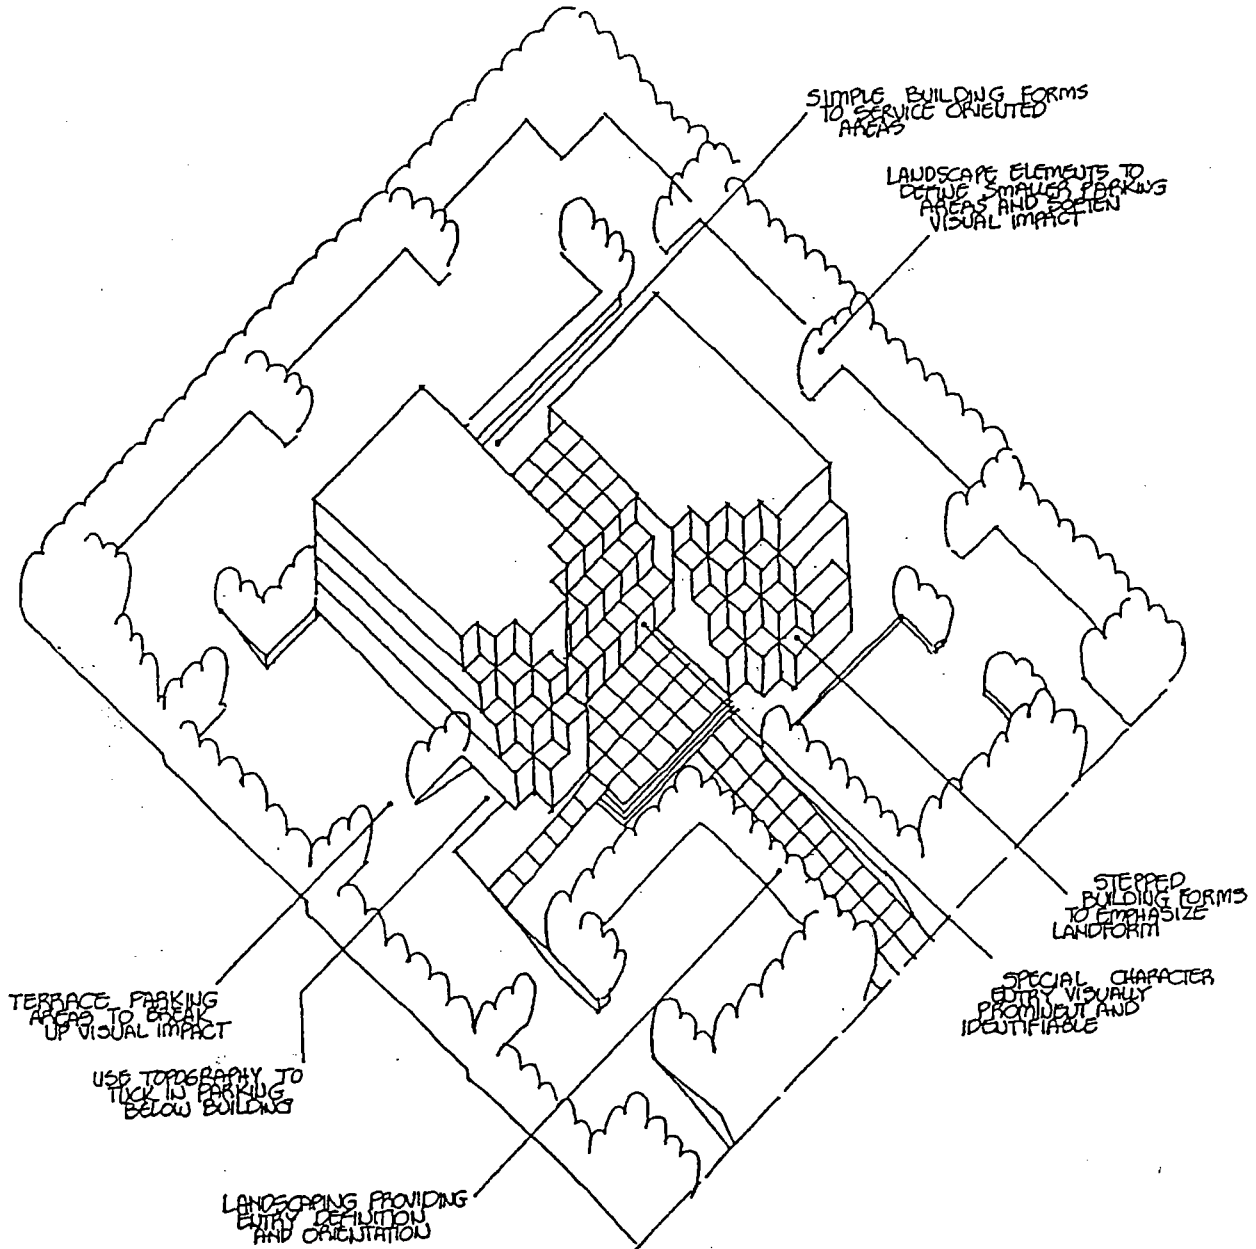 SIMPLE BUILDING FORMS
TO SERVICE ORIENTED
AREAS
LANDSCAPE ELEMENTS TO
DEFINE SMALLER PARKING
AREAS AND SOFTEN
VISUAL IMPACT
STEPPED
BUILDING FORMS
TO EMPHASIZE
LANDFORM
SPECIAL CHARACTER
ENTRY VISUALLY
PROMINENT AND
IDENTIFIABLE
TERRACE PARKING
AREAS TO BREAK
UP VISUAL IMPACT
USE TOPOGRAPHY TO
TUCK IN PARKING
BELOW BUILDING
LANDSCAPING PROVIDING
ENTRY DEFINITION
AND ORIENTATION